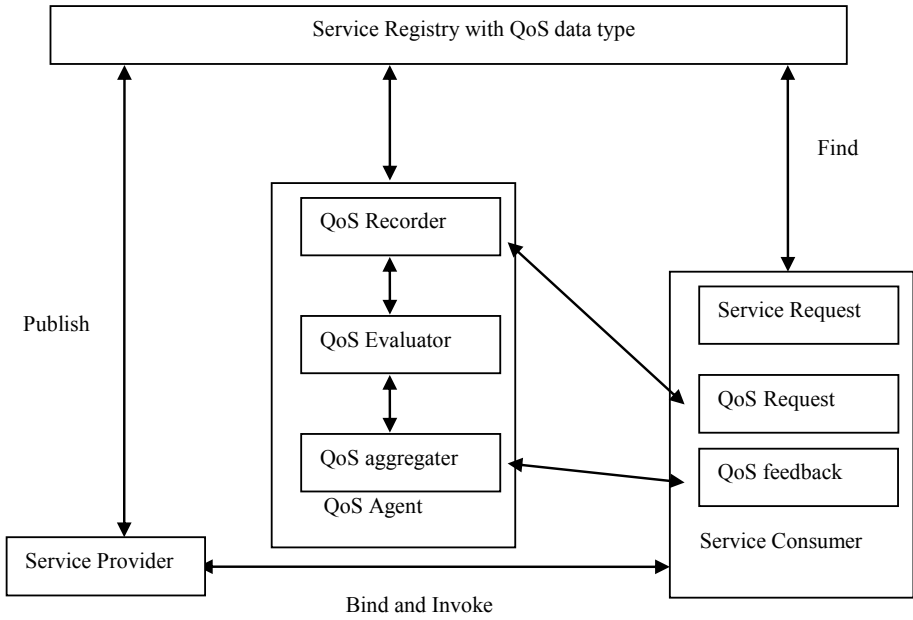 Service Registry with QoS data type
Find
QoS Recorder
Service Request
Publish
QoS Evaluator
QoS Request
QoS aggregater
QoS feedback
QoS Agent
Service Consumer
Service Provider
Bind and Invoke